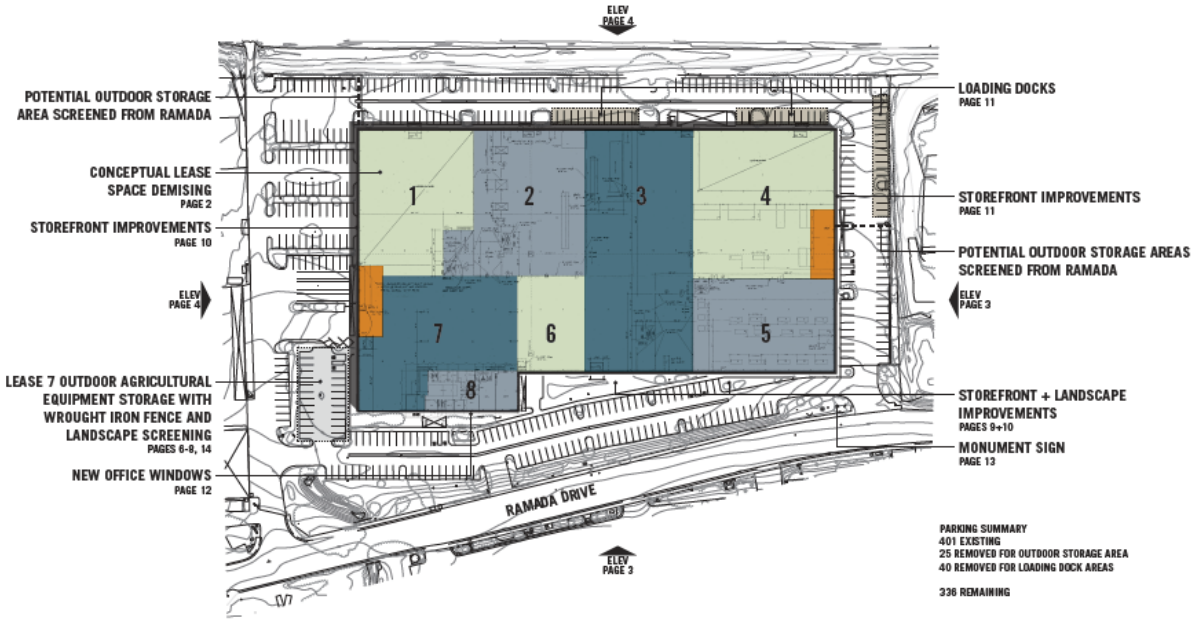 ELEV
PAGE 4
POTENTIAL OUTDOOR STORAGE
AREA SCREENED FROM RAMADA
CONCEPTUAL LEASE
SPACE DEMISING
PAGE 2
STOREFRONT IMPROVEMENTS
PAGE 10
ELEV
PAGE 4
LEASE 7 OUTDOOR AGRICULTURAL
EQUIPMENT STORAGE WITH
WROUGHT IRON FENCE AND
LANDSCAPE SCREENING
PAGES 6-8, 14
NEW OFFICE WINDOWS
PAGE 12
1
2
3
4
5
6
7
8
RAMADA DRIVE
ELEV
PAGE 3
LOADING DOCKS
PAGE 11
STOREFRONT IMPROVEMENTS
PAGE 11
POTENTIAL OUTDOOR STORAGE AREAS
SCREENED FROM RAMADA
ELEV
PAGE 3
STOREFRONT + LANDSCAPE
IMPROVEMENTS
PAGES 9+10
MONUMENT SIGN
PAGE 13
PARKING SUMMARY
401 EXISTING
25 REMOVED FOR OUTDOOR STORAGE AREA
40 REMOVED FOR LOADING DOCK AREAS
336 REMAINING